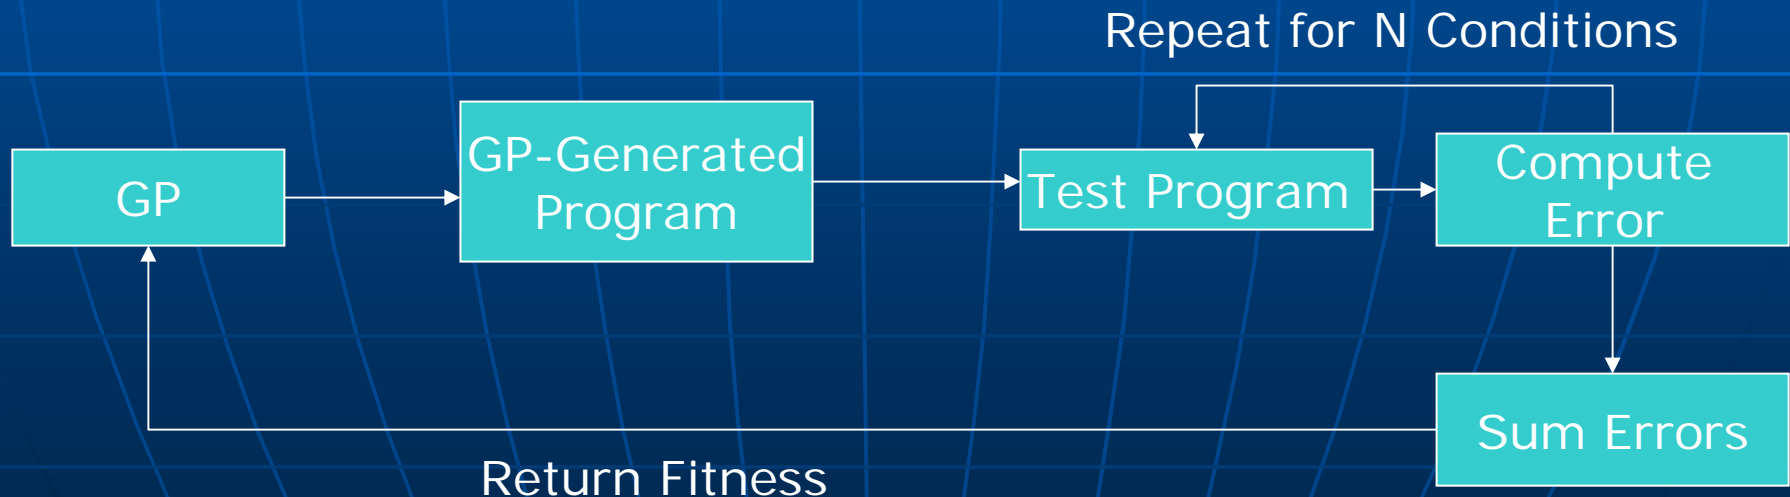 Repeat for N Conditions
GP
GP-Generated
Program
Test Program
Compute
Error
Sum Errors
Return Fitness